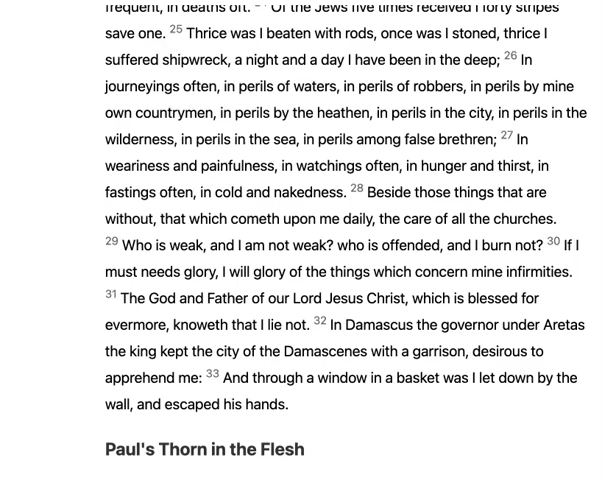 frequent, in deaths oft. 24 Of the Jews five times received I forty stripes
save one. 25 Thrice was I beaten with rods, once was I stoned, thrice I
suffered shipwreck, a night and a day I have been in the deep; 26 In
journeyings often, in perils of waters, in perils of robbers, in perils by mine
own countrymen, in perils by the heathen, in perils in the city, in perils in the
wilderness, in perils in the sea, in perils among false brethren; 27 In
weariness and painfulness, in watchings often, in hunger and thirst, in
fastings often, in cold and nakedness. 28 Beside those things that are
without, that which cometh upon me daily, the care of all the churches.
29 Who is weak, and I am not weak? who is offended, and I burn not? 30 If I
must needs glory, I will glory of the things which concern mine infirmities.
31 The God and Father of our Lord Jesus Christ, which is blessed for
evermore, knoweth that I lie not. 32 In Damascus the governor under Aretas
the king kept the city of the Damascenes with a garrison, desirous to
apprehend me: 33 And through a window in a basket was I let down by the
wall, and escaped his hands.
Paul's Thorn in the Flesh